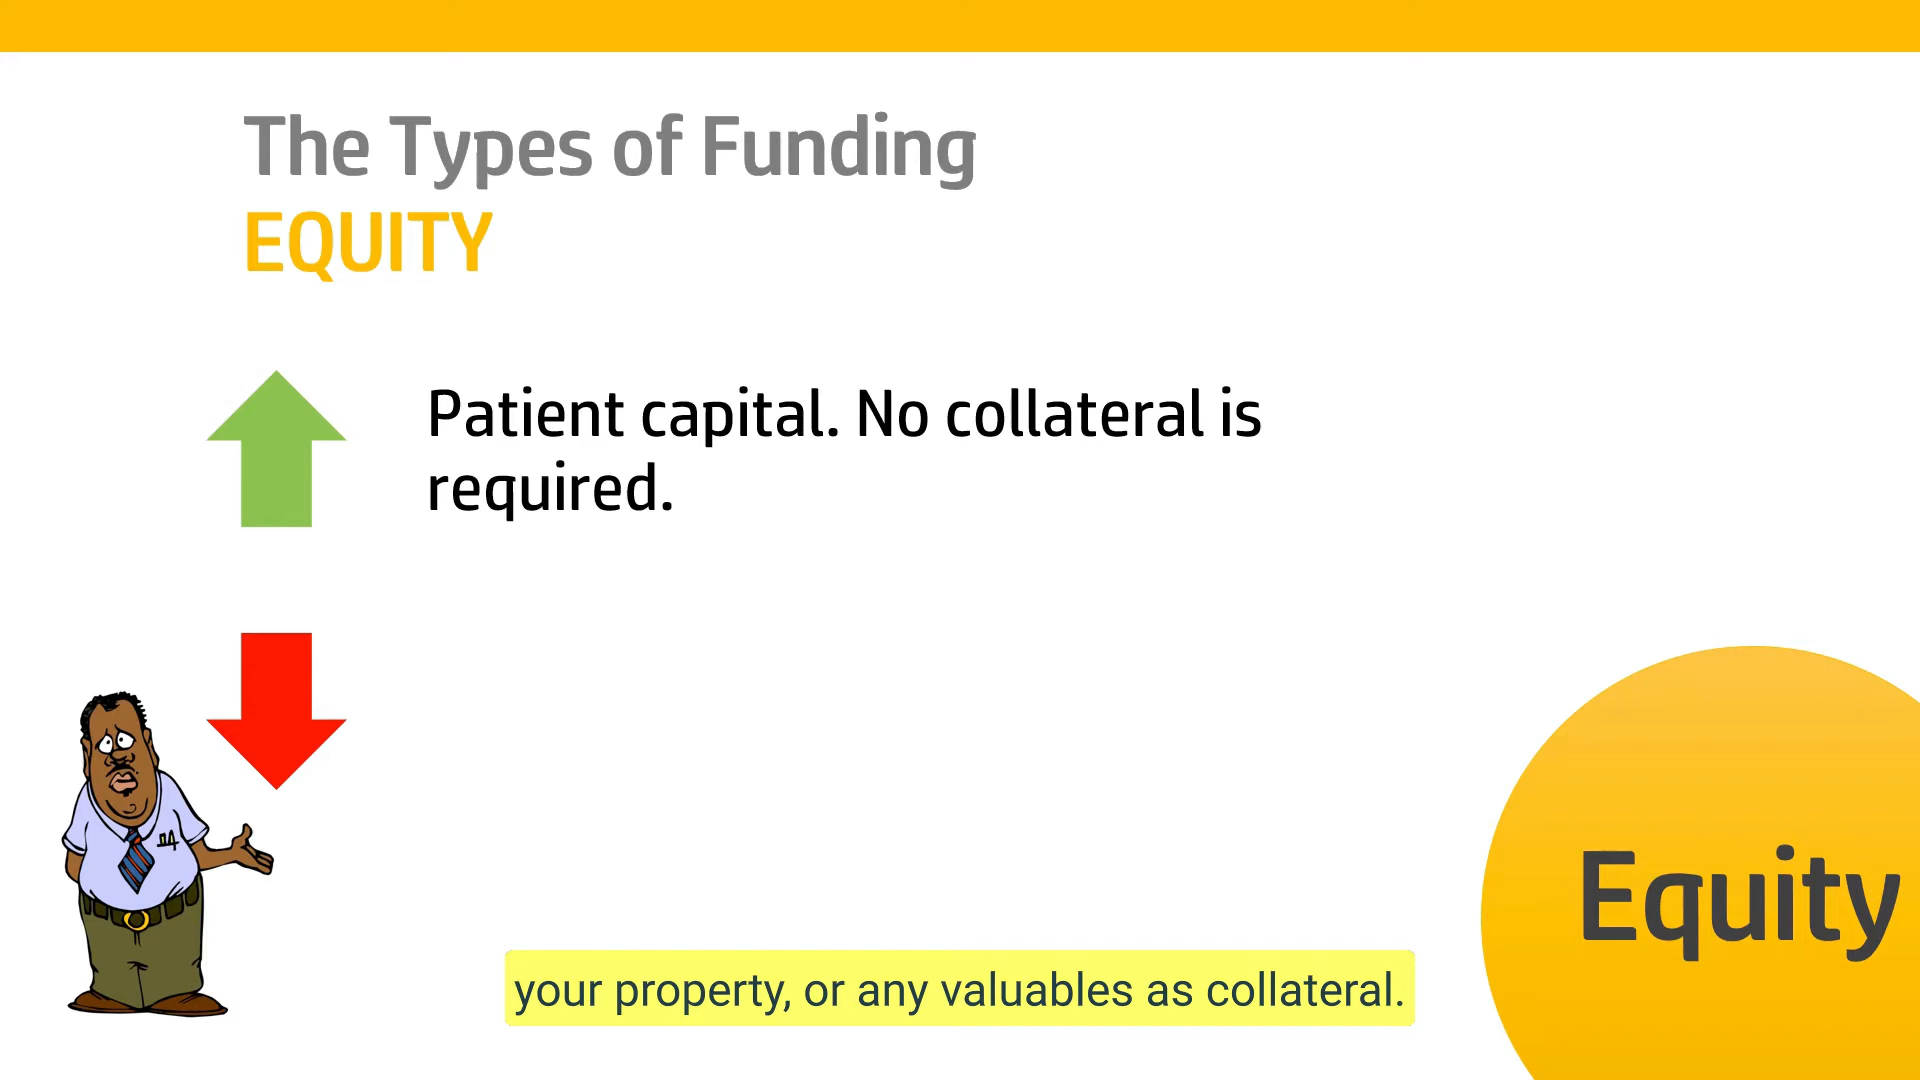 The Types of Funding
EQUITY
Patient capital. No collateral is
required.
Equity
your property, or any valuables as collateral.